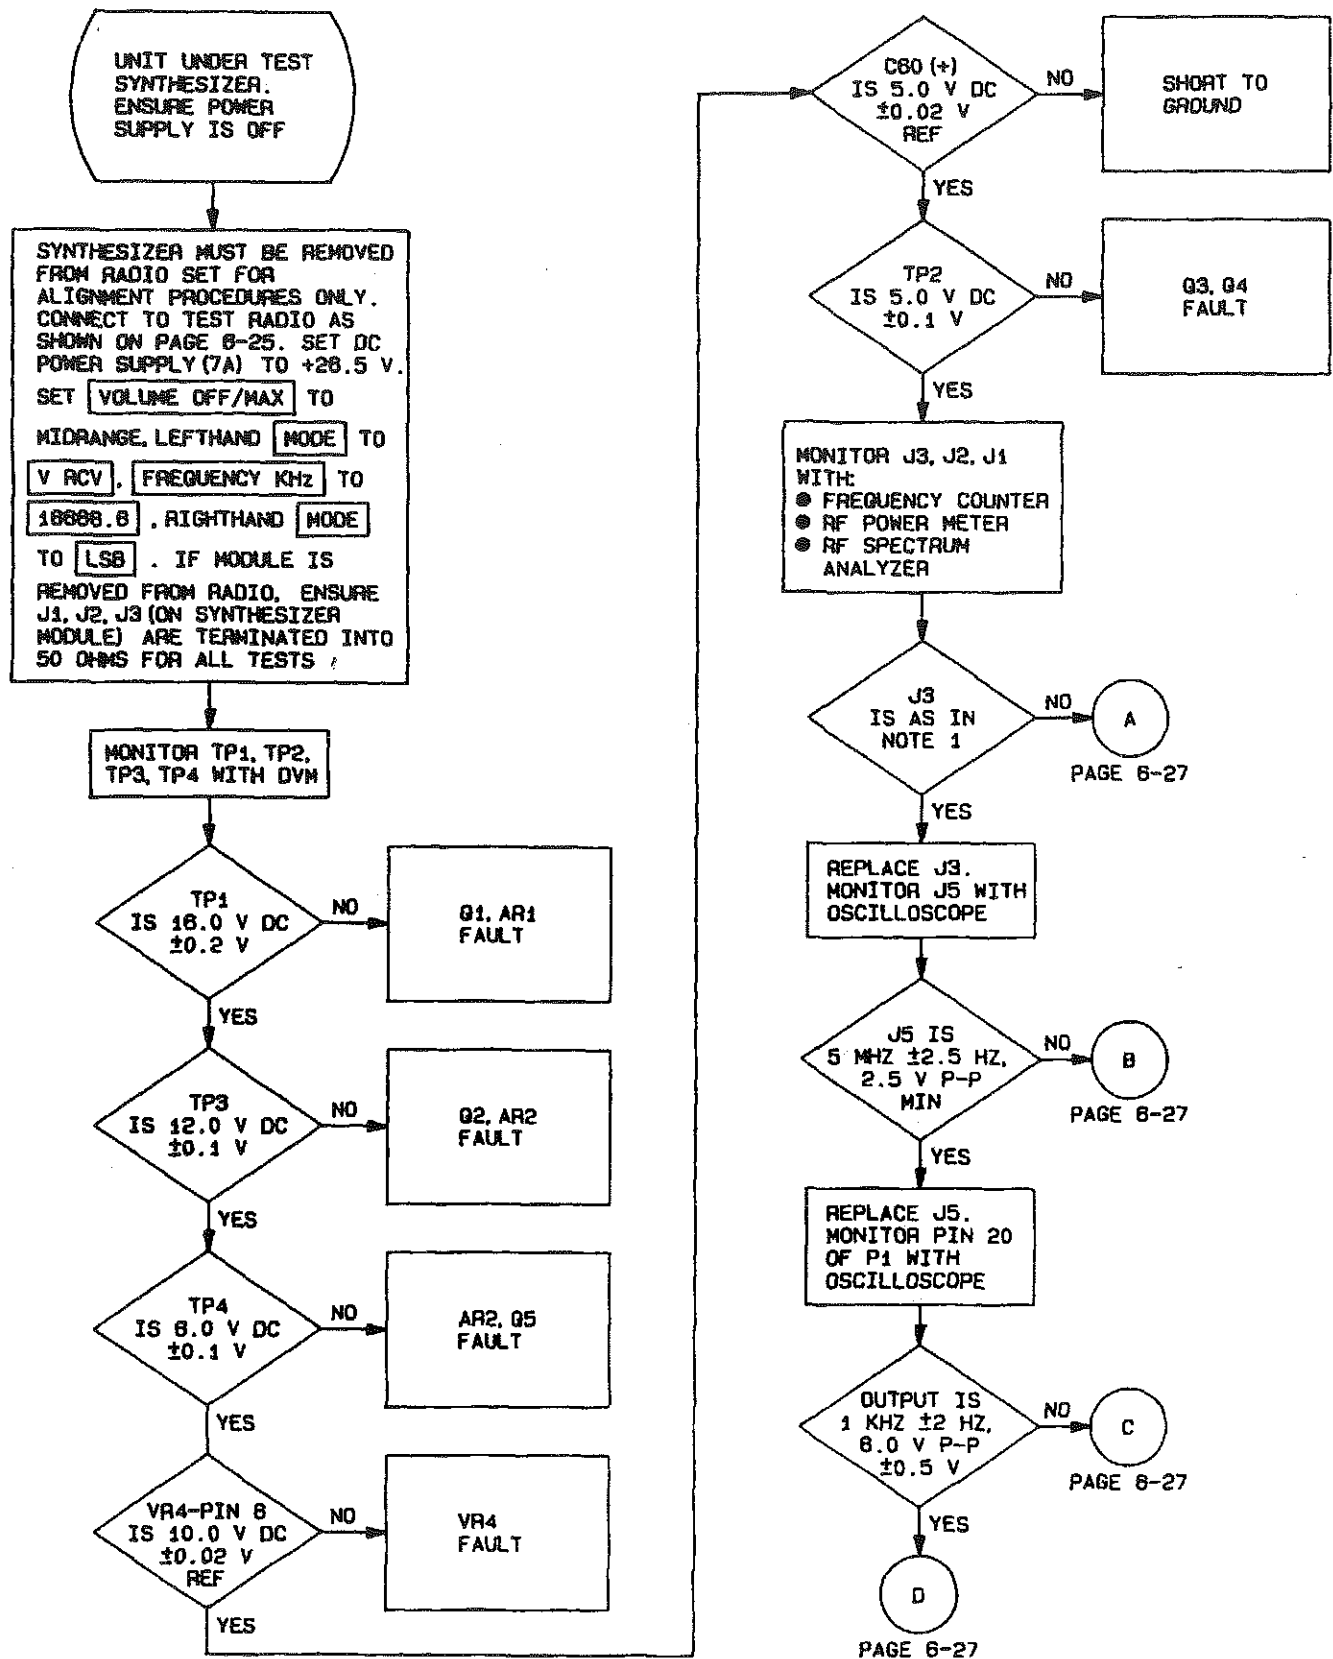 UNIT UNDER TEST
SYNTHESIZER.
ENSURE POWER
SUPPLY IS OFF
SYNTHESIZER MUST BE REMOVED
FROM RADIO SET FOR
ALIGNMENT PROCEDURES ONLY.
CONNECT TO TEST RADIO AS
SHOWN ON PAGE 6-25. SET DC
POWER SUPPLY (7A) TO +26.5 V.
SET VOLUME OFF/MAX TO
MIDRANGE, LEFTHAND MODE TO
V RCV, FREQUENCY KHz TO
, RIGHTHAND MODE
TO LSB . IF MODULE IS
REMOVED FROM RADIO, ENSURE
J1, J2, J3 (ON SYNTHESIZER
MODULE) ARE TERMINATED INTO
50 OHMS FOR ALL TESTS
MONITOR TP1, TP2,
TP3, TP4 WITH DVM
TP1
IS 16.0 V DC
±0.2 V
NO
Q1, AR1
FAULT
YES
TP3
IS 12.0 V DC
±0.1 V
NO
Q2, AR2
FAULT
YES
TP4
IS 6.0 V DC
±0.1 V
NO
AR2, Q5
FAULT
YES
VR4-PIN 6
IS 10.0 V DC
±0.02 V
REF
NO
VR4
FAULT
YES
C60 (+)
IS 5.0 V DC
±0.02 V
REF
NO
SHORT TO
GROUND
YES
TP2
IS 5.0 V DC
±0.1 V
NO
Q3, Q4
FAULT
YES
MONITOR J3, J2, J1
WITH:
● FREQUENCY COUNTER
● RF POWER METER
● RF SPECTRUM
ANALYZER
J3
IS AS IN
NOTE 1
NO
A
PAGE 6-27
YES
REPLACE J3.
MONITOR J5 WITH
OSCILLOSCOPE
J5 IS
5 MHZ ±2.5 HZ,
2.5 V P-P
MIN
NO
B
PAGE 6-27
YES
REPLACE J5.
MONITOR PIN 20
OF P1 WITH
OSCILLOSCOPE
OUTPUT IS
1 KHZ ±2 HZ,
6.0 V P-P
±0.5 V
NO
C
PAGE 6-27
YES
D
PAGE 6-27